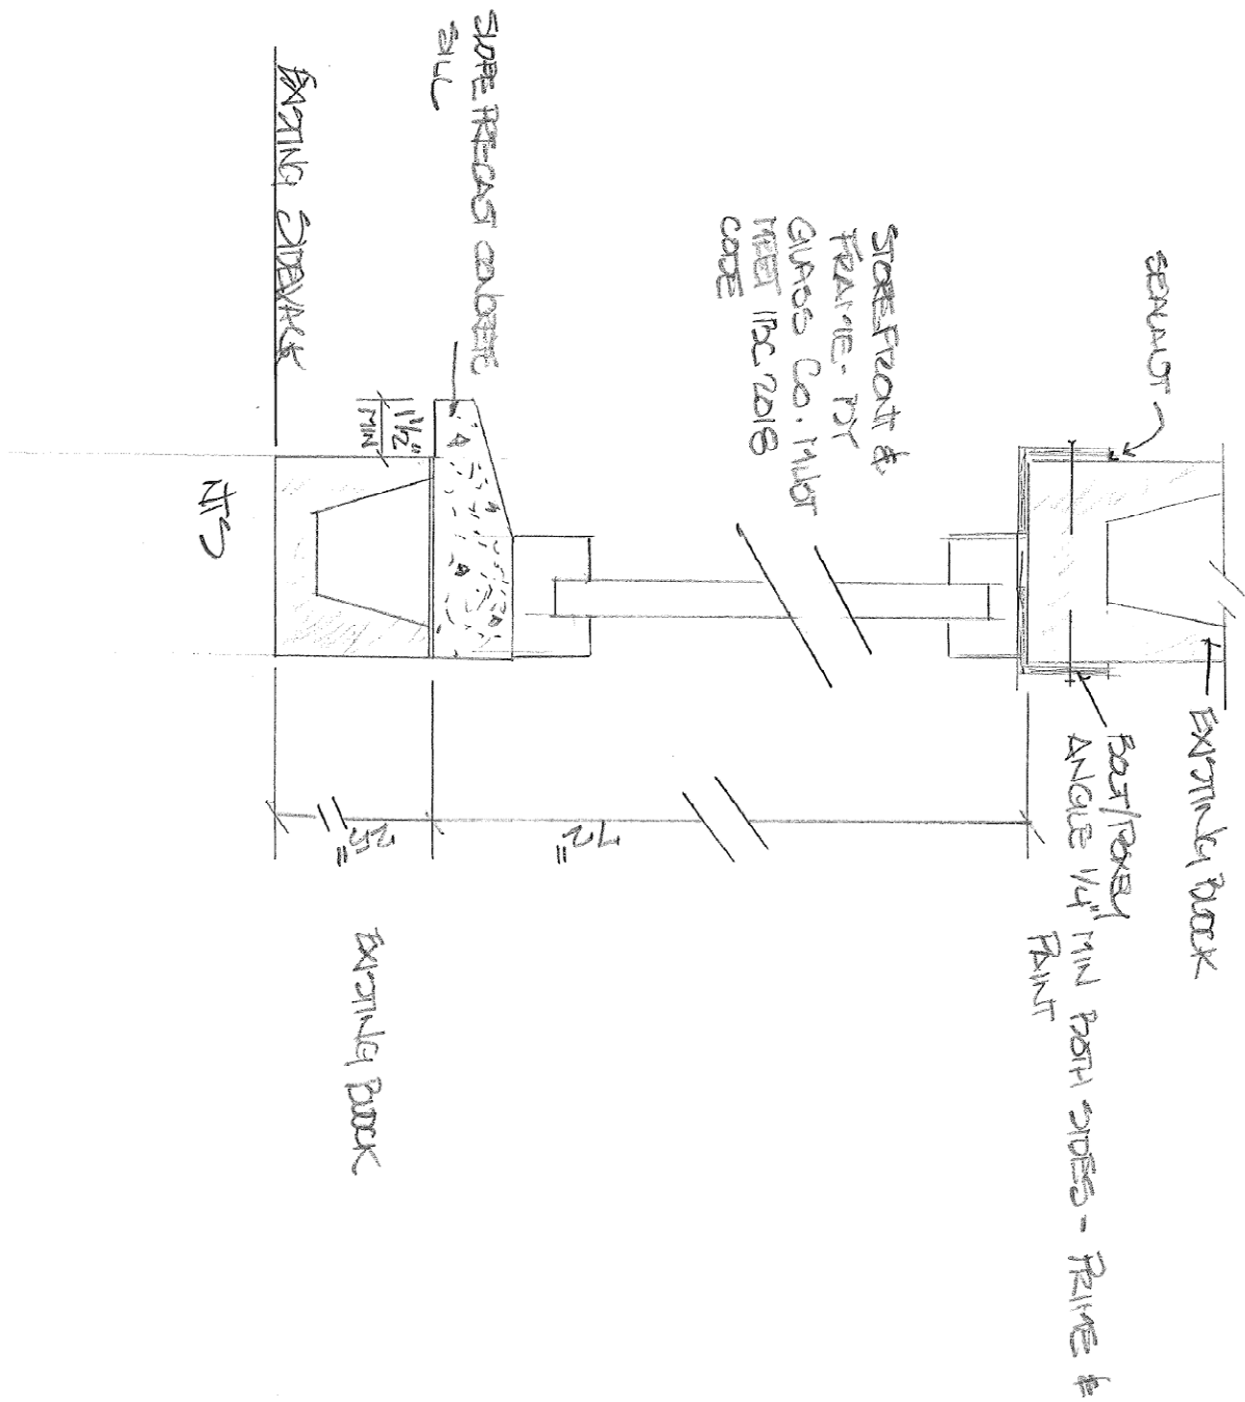 SEALANT
EXISTING BLOCK
BOLT/EPOXY
ANGLE 1/4" MIN BOTH SIDES - PRIME &
PAINT
STOREFRONT &
FRAME - BY
GLASS CO. MUST
MEET IBC 2018
CODE
72"
SLOPE PRE-CAST CONCRETE
SILL
1 1/2"
MIN
25"
EXISTING BLOCK
EXISTING SIDEWALK
NTS